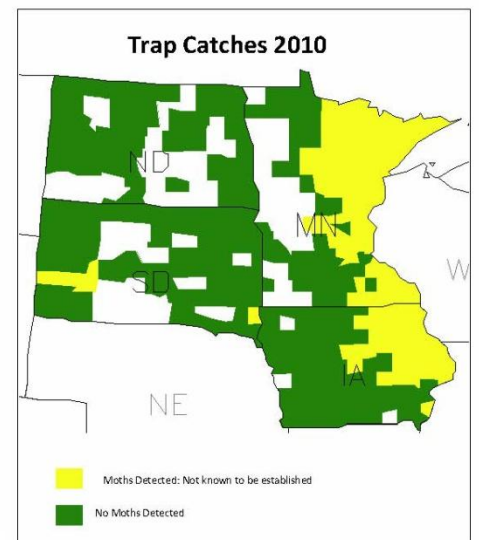 Trap Catches 2010
ND
MN
W
SD
IA
NE
Moths Detected: Not known to be established
No Moths Detected